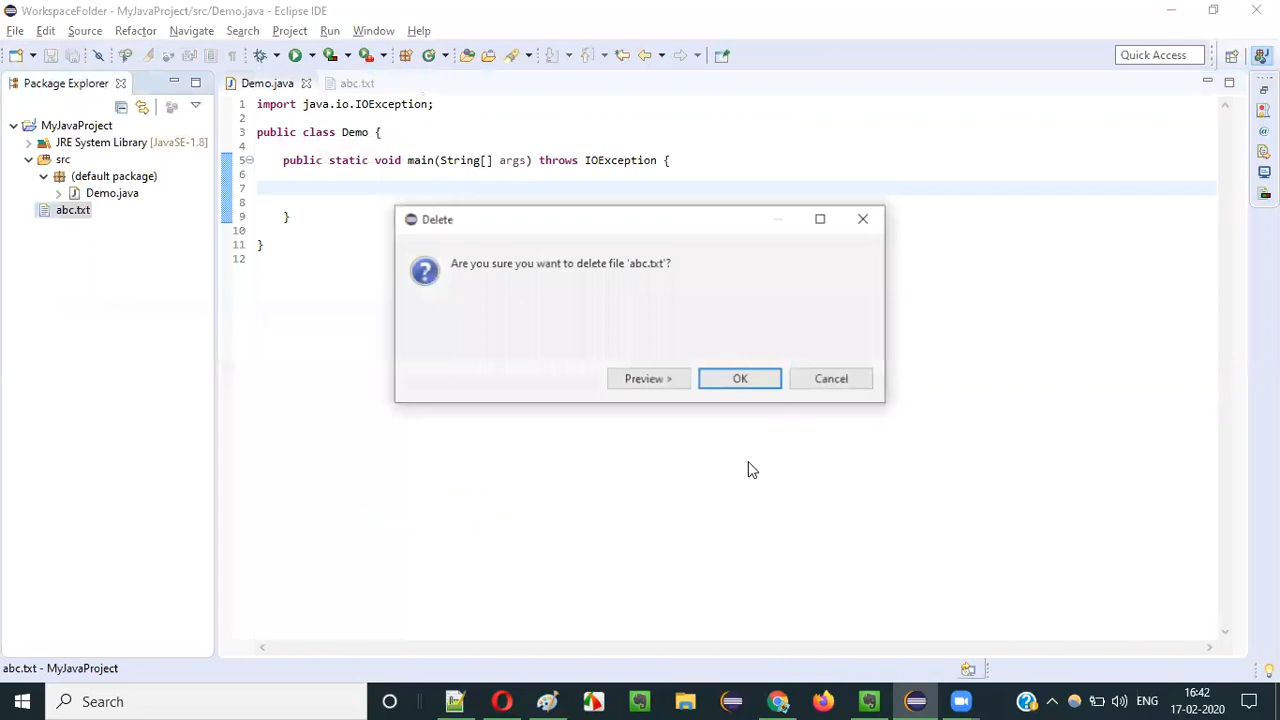 WorkspaceFolder - MyJavaProject/src/Demo.java - Eclipse IDE
File Edit Source Refactor Navigate Search Project Run Window Help
Quick Access
Package Explorer
Demo.java
abc.txt
MyJavaProject
JRE System Library [JavaSE-1.8]
src
(default package)
Demo.java
abc.txt
1 import java.io.IOException;
2
3 public class Demo {
4
5 public static void main(String[] args) throws IOException {
6
7
8
9 }
10
11 }
12
Delete
Are you sure you want to delete file 'abc.txt'?
Preview >
OK
Cancel
abc.txt - MyJavaProject
Search
ENG
16:42
17-02-2020